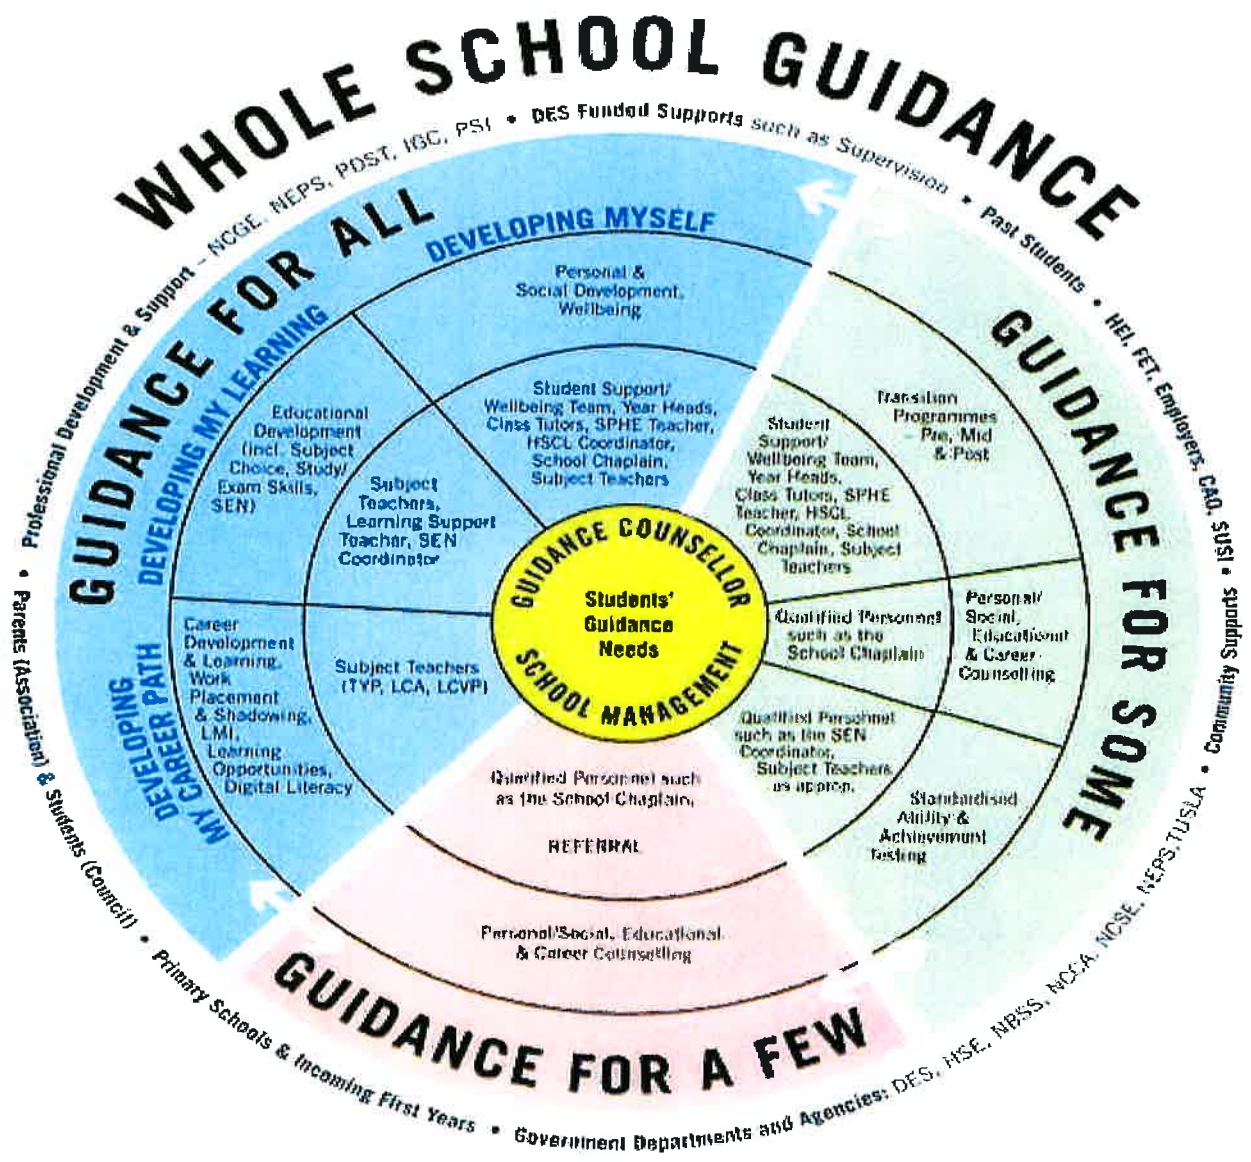 WHOLE SCHOOL GUIDANCE
Professional Development & Support – NCGE, NEPS, PDST, IGC, PSI • DES Funded Supports such as Supervision • Past Students • HEI, FET, Employers, CAO, SUSI •
Community Supports •
Government Departments and Agencies: DES, HSE, NBSS, NCCA, NCSE, NEPS, TUSLA •
Primary Schools & Incoming First Years •
Parents (Association) & Students (Council) •
GUIDANCE FOR ALL
DEVELOPING MYSELF
Personal &
Social Development,
Wellbeing
Student Support/
Wellbeing Team, Year Heads,
Class Tutors, SPHE Teacher,
HSCL Coordinator,
School Chaplain,
Subject Teachers
DEVELOPING MY LEARNING
Educational
Development
(incl. Subject
Choice, Study/
Exam Skills,
SEN)
Subject
Teachers,
Learning Support
Teacher, SEN
Coordinator
DEVELOPING
MY CAREER PATH
Career
Development
& Learning,
Work
Placement
& Shadowing,
LMI,
Learning
Opportunities,
Digital Literacy
Subject Teachers
(TYP, LCA, LCVP)
GUIDANCE COUNSELLOR
Students'
Guidance
Needs
SCHOOL MANAGEMENT
GUIDANCE FOR SOME
Transition
Programmes
– Pre, Mid
& Post
Student
Support/
Wellbeing Team,
Year Heads,
Class Tutors, SPHE
Teacher, HSCL
Coordinator, School
Chaplain, Subject
Teachers
Personal/
Social,
Educational
& Career
Counselling
Qualified Personnel
such as the
School Chaplain
Qualified Personnel
such as the SEN
Coordinator,
Subject Teachers
as approp.
Standardised
Ability &
Achievement
Testing
Qualified Personnel such
as the School Chaplain,
REFERRAL
Personal/Social, Educational
& Career Counselling
GUIDANCE FOR A FEW